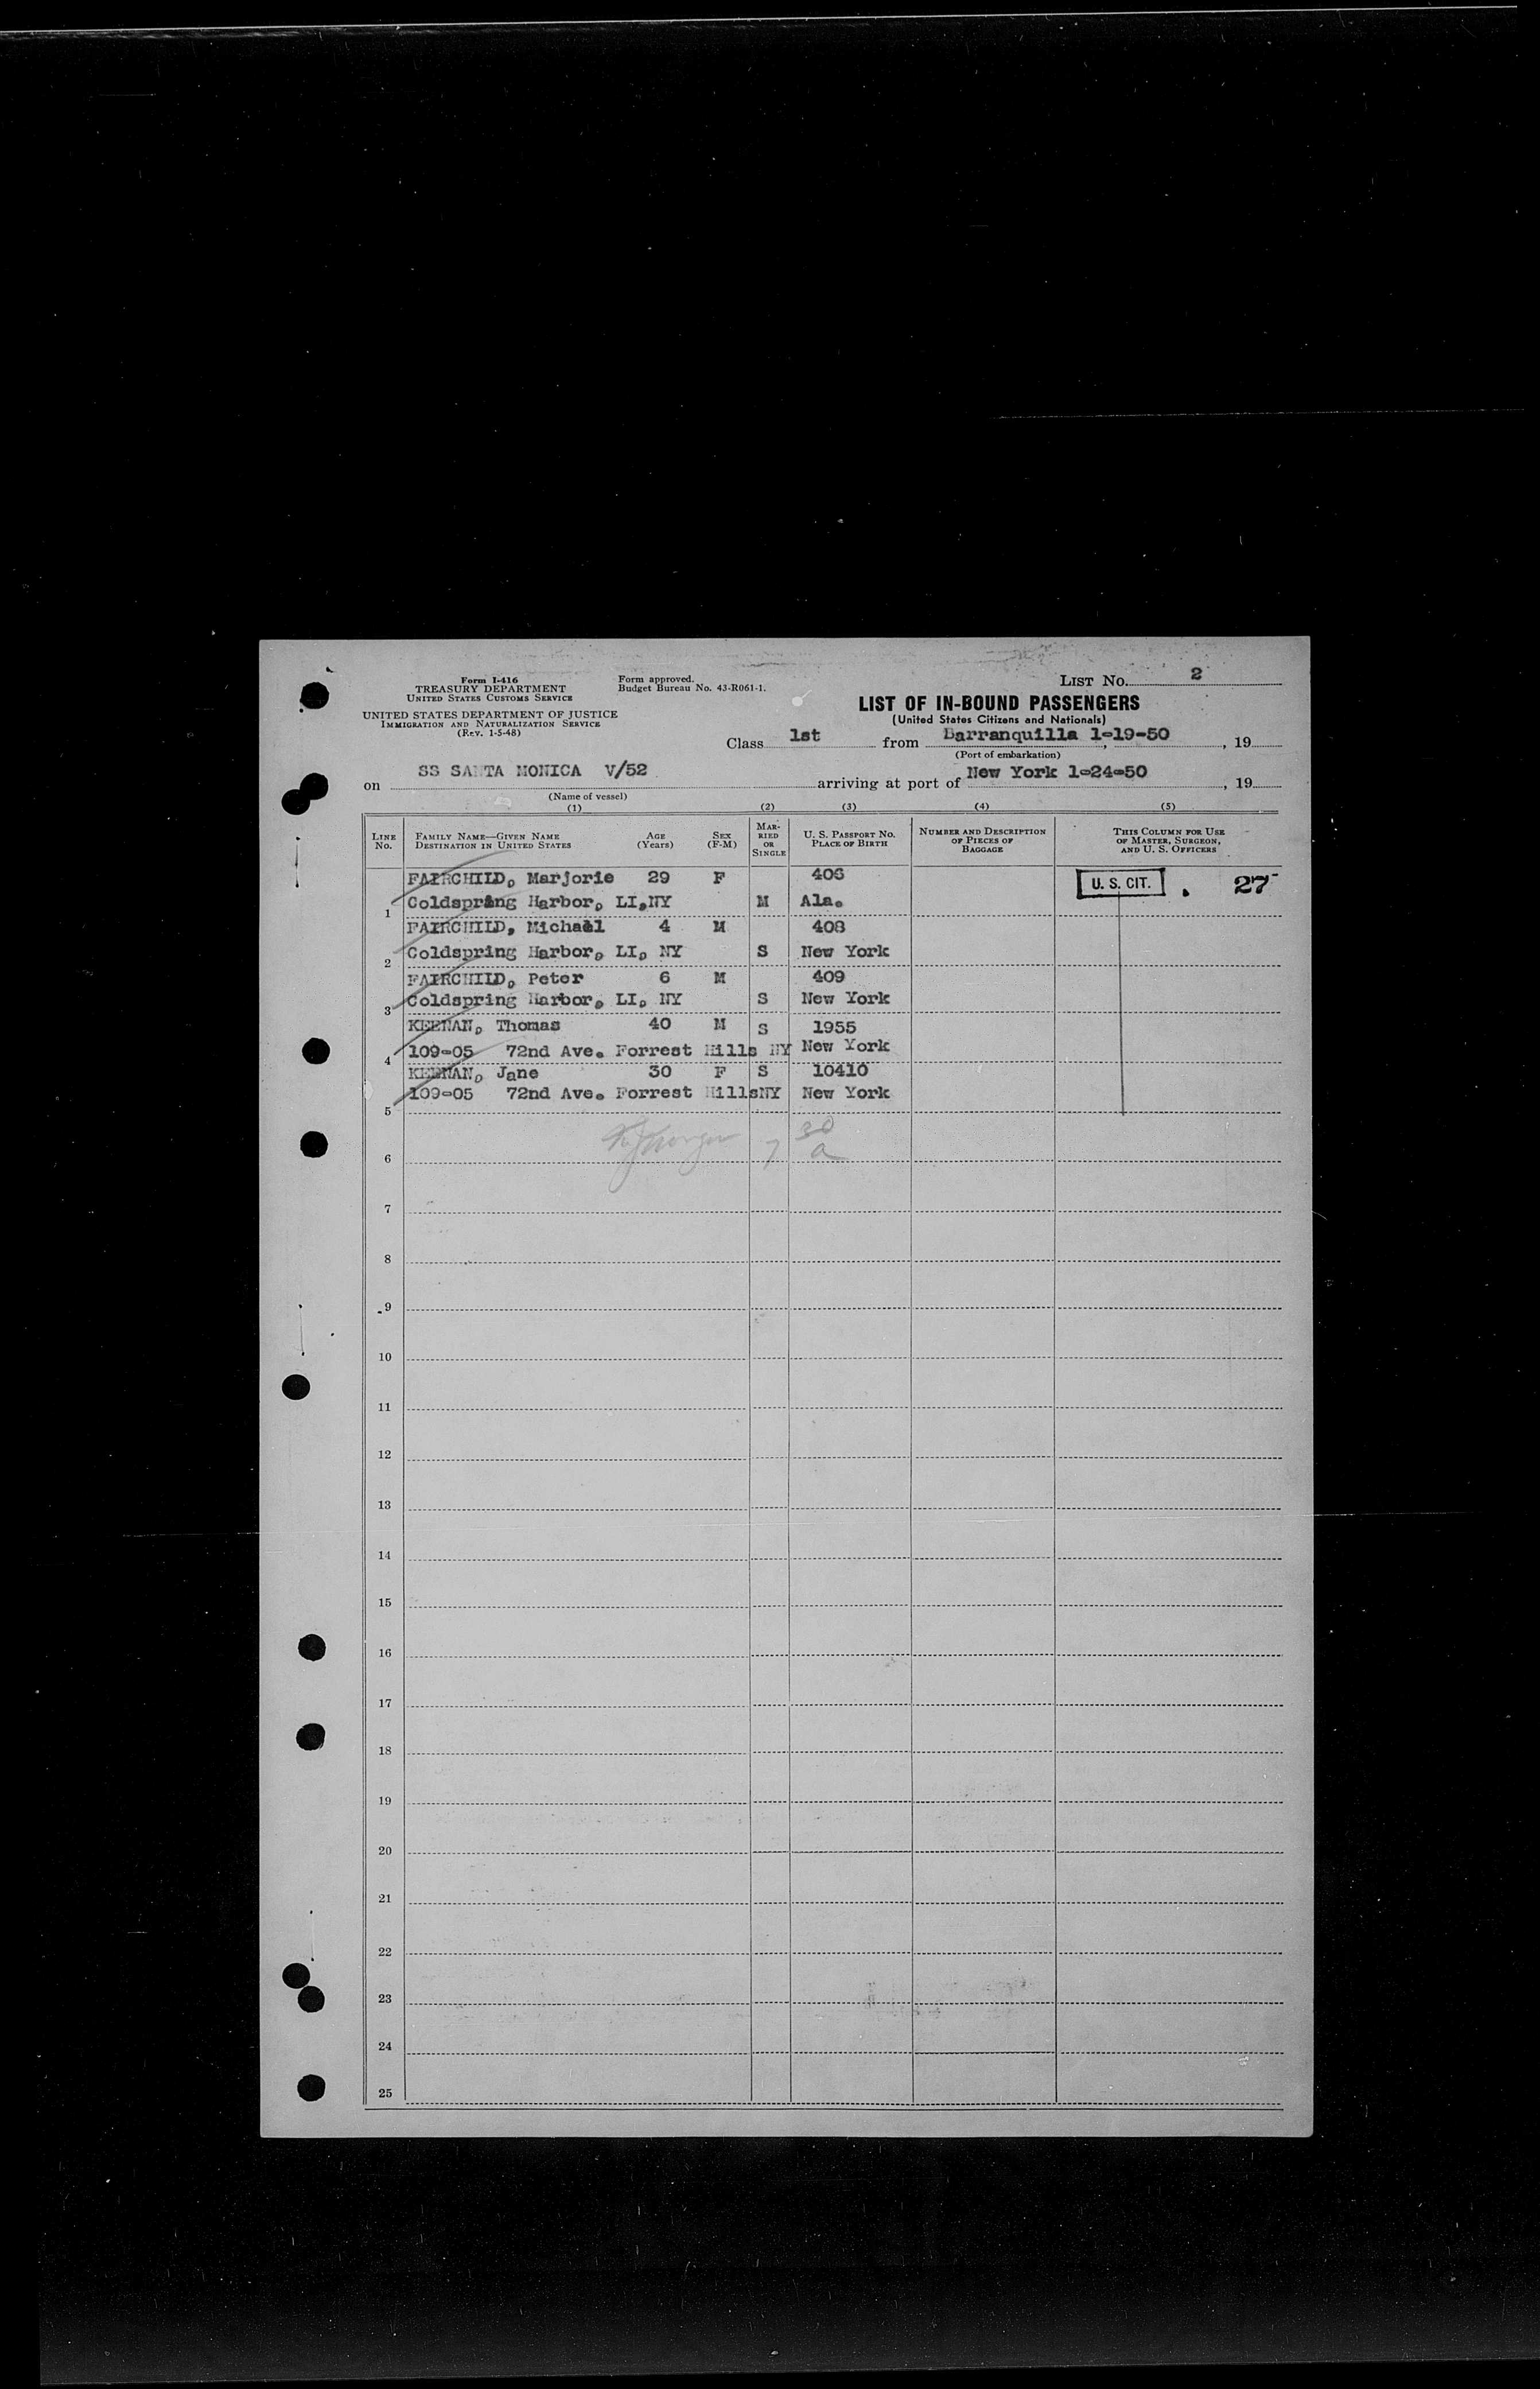 Form I-416
TREASURY DEPARTMENT
UNITED STATES CUSTOMS SERVICE
UNITED STATES DEPARTMENT OF JUSTICE
IMMIGRATION AND NATURALIZATION SERVICE
(Rev. 1-5-48)
Form approved.
Budget Bureau No. 43-R061-1.
LIST NO. 2
LIST OF IN-BOUND PASSENGERS
(United States Citizens and Nationals)
Class 1st from Barranquilla 1-19-50, 19
(Port of embarkation)
on SS SANTA MONICA V/52 arriving at port of New York 1-24-50, 19
(Name of vessel)
(1) (2) (3) (4) (5)
LINE NO. FAMILY NAME—GIVEN NAME DESTINATION IN UNITED STATES AGE (Years) SEX (F-M) MARRIED OR SINGLE U. S. PASSPORT NO. PLACE OF BIRTH NUMBER AND DESCRIPTION OF PIECES OF BAGGAGE THIS COLUMN FOR USE OF MASTER, SURGEON, AND U. S. OFFICERS
FAIRCHILD, Marjorie 29 F 406 U. S. CIT. 27
1 Coldspring Harbor, LI,NY M Ala.
FAIRCHILD, Michael 4 M 408
2 Coldspring Harbor, LI, NY S New York
FAIRCHILD, Peter 6 M 409
3 Coldspring Harbor, LI, NY S New York
KEENAN, Thomas 40 M S 1955
4 109-05 72nd Ave. Forrest Hills NY New York
KEENAN, Jane 30 F S 10410
5 109-05 72nd Ave. Forrest HillsNY New York
30
6 7 a
7
8
9
10
11
12
13
14
15
16
17
18
19
20
21
22
23
24
25